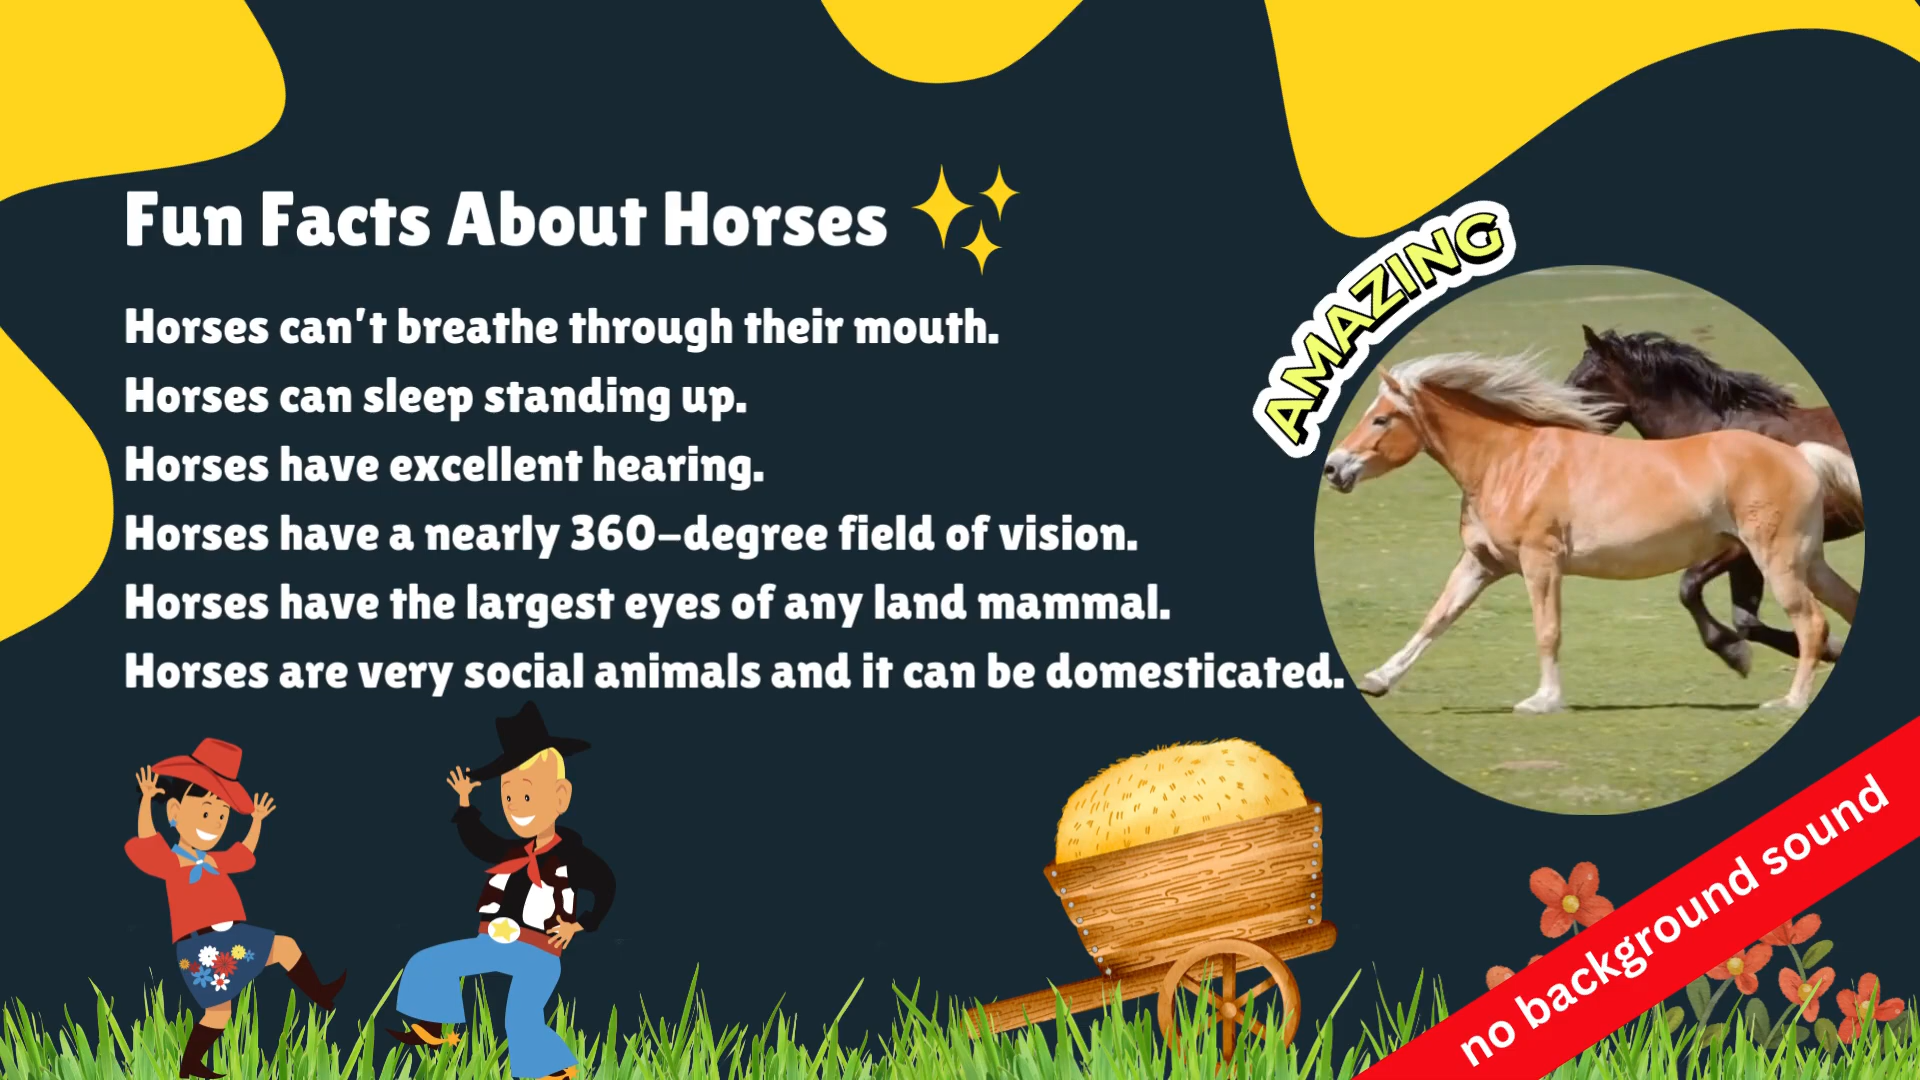 Fun Facts About Horses
AMAZING
Horses can't breathe through their mouth.
Horses can sleep standing up.
Horses have excellent hearing.
Horses have a nearly 360-degree field of vision.
Horses have the largest eyes of any land mammal.
Horses are very social animals and it can be domesticated.
no background sound